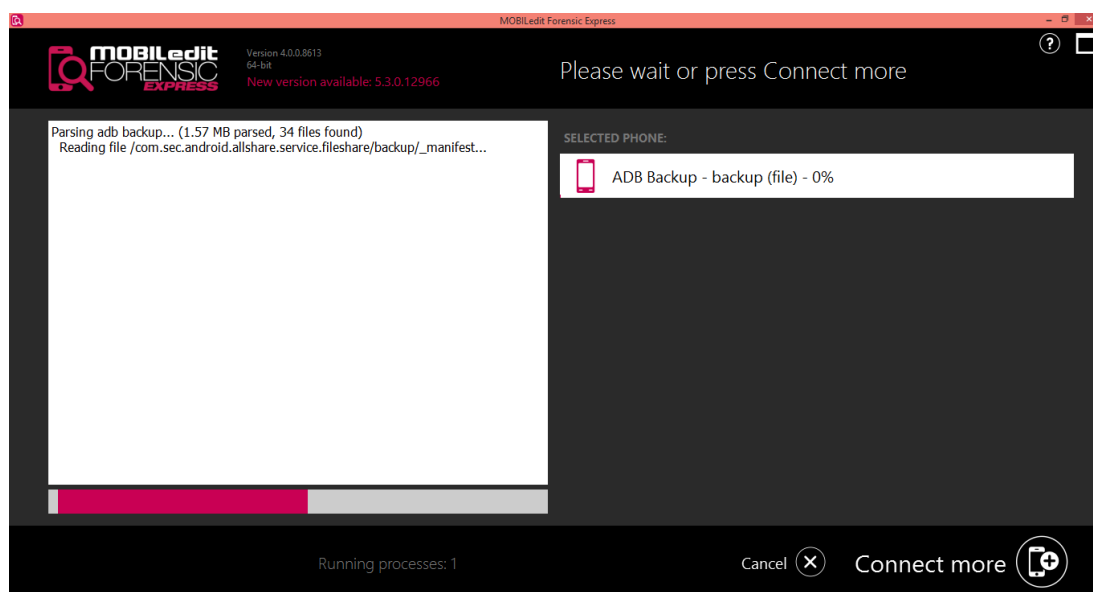 MOBILedit Forensic Express
MOBILedit
FORENSIC
EXPRESS
Version 4.0.0.8613
64-bit
New version available: 5.3.0.12966
Please wait or press Connect more
?
Parsing adb backup... (1.57 MB parsed, 34 files found)
Reading file /com.sec.android.allshare.service.fileshare/backup/_manifest...
SELECTED PHONE:
ADB Backup - backup (file) - 0%
Running processes: 1
Cancel
Connect more